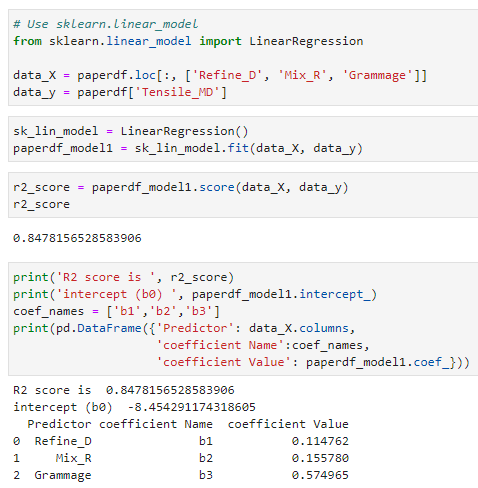 # Use sklearn.linear_model
from sklearn.linear_model import LinearRegression
data_X = paperdf.loc[:, ['Refine_D', 'Mix_R', 'Grammage']]
data_y = paperdf['Tensile_MD']
sk_lin_model = LinearRegression()
paperdf_model1 = sk_lin_model.fit(data_X, data_y)
r2_score = paperdf_model1.score(data_X, data_y)
r2_score
0.8478156528583906
print('R2 score is ', r2_score)
print('intercept (b0) ', paperdf_model1.intercept_)
coef_names = ['b1','b2','b3']
print(pd.DataFrame({'Predictor': data_X.columns,
                    'coefficient Name':coef_names,
                    'coefficient Value': paperdf_model1.coef_}))
R2 score is  0.8478156528583906
intercept (b0)  -8.454291174318605
  Predictor coefficient Name  coefficient Value
0  Refine_D               b1           0.114762
1     Mix_R               b2           0.155780
2  Grammage               b3           0.574965